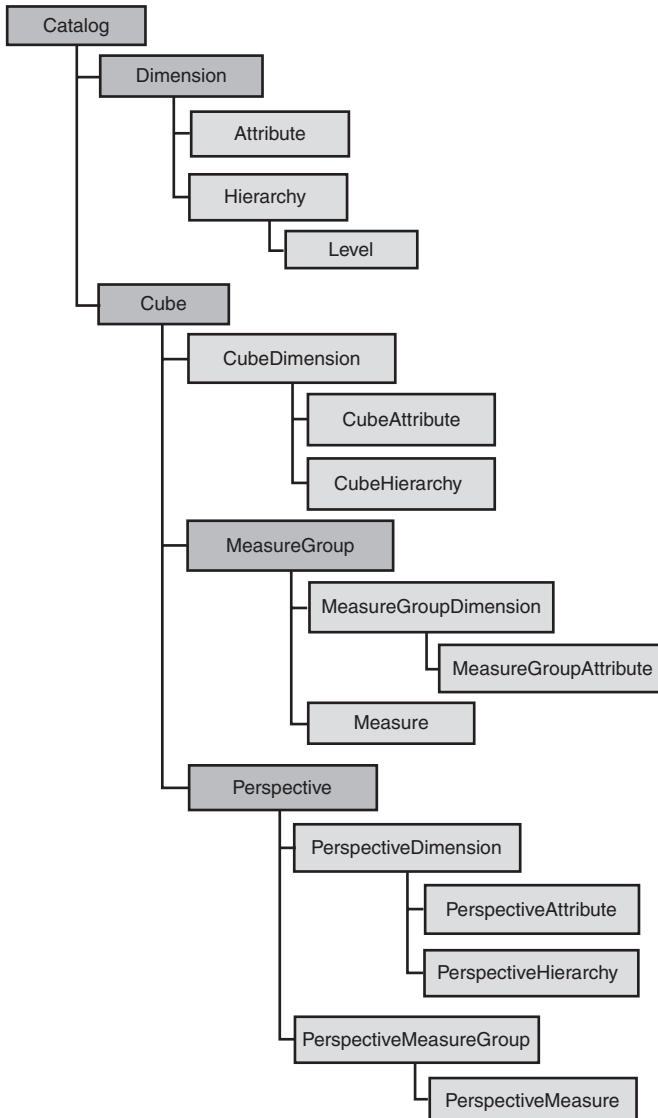 Catalog
Dimension
Attribute
Hierarchy
Level
Cube
CubeDimension
CubeAttribute
CubeHierarchy
MeasureGroup
MeasureGroupDimension
MeasureGroupAttribute
Measure
Perspective
PerspectiveDimension
PerspectiveAttribute
PerspectiveHierarchy
PerspectiveMeasureGroup
PerspectiveMeasure